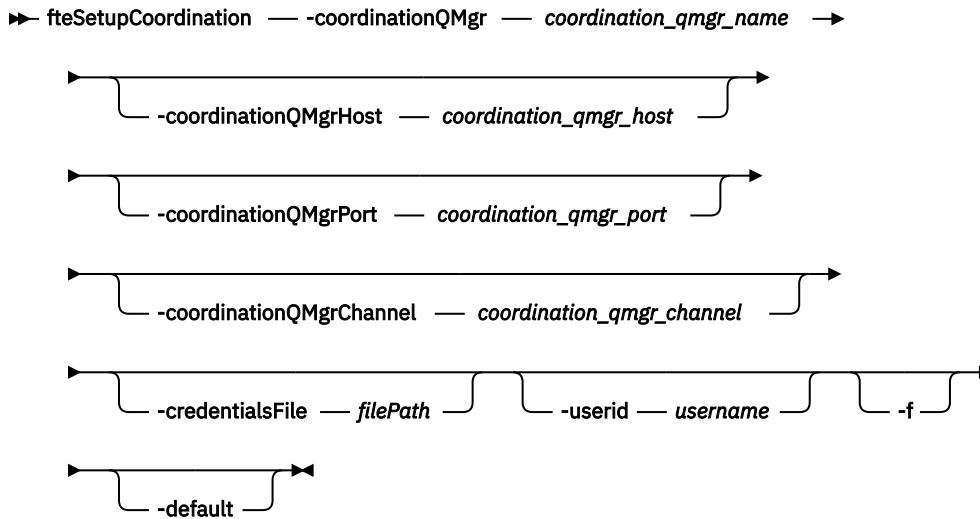 fteSetupCoordination -coordinationQMgr coordination_qmgr_name
-coordinationQMgrHost coordination_qmgr_host
-coordinationQMgrPort coordination_qmgr_port
-coordinationQMgrChannel coordination_qmgr_channel
-credentialsFile filePath -userid username -f
-default